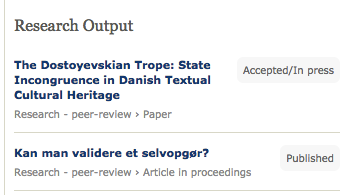 Research Output
The Dostoyevskian Trope: State
Incongruence in Danish Textual
Cultural Heritage
Accepted/In press
Research - peer-review › Paper
Kan man validere et selvopgør?
Published
Research - peer-review › Article in proceedings